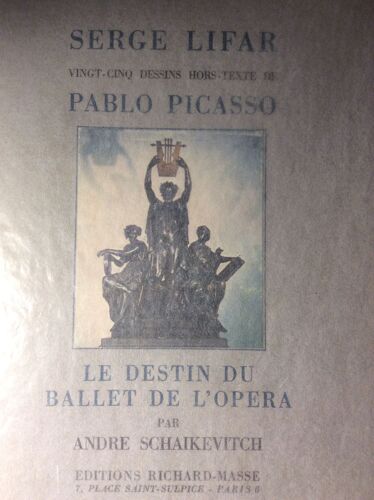 SERGE LIFAR
VINGT-CINQ DESSINS HORS-TEXTE DE
PABLO PICASSO
LE DESTIN DU
BALLET DE L'OPERA
PAR
ANDRE SCHAIKEVITCH
EDITIONS RICHARD-MASSE
7, PLACE SAINT-SULPICE - PARIS 6